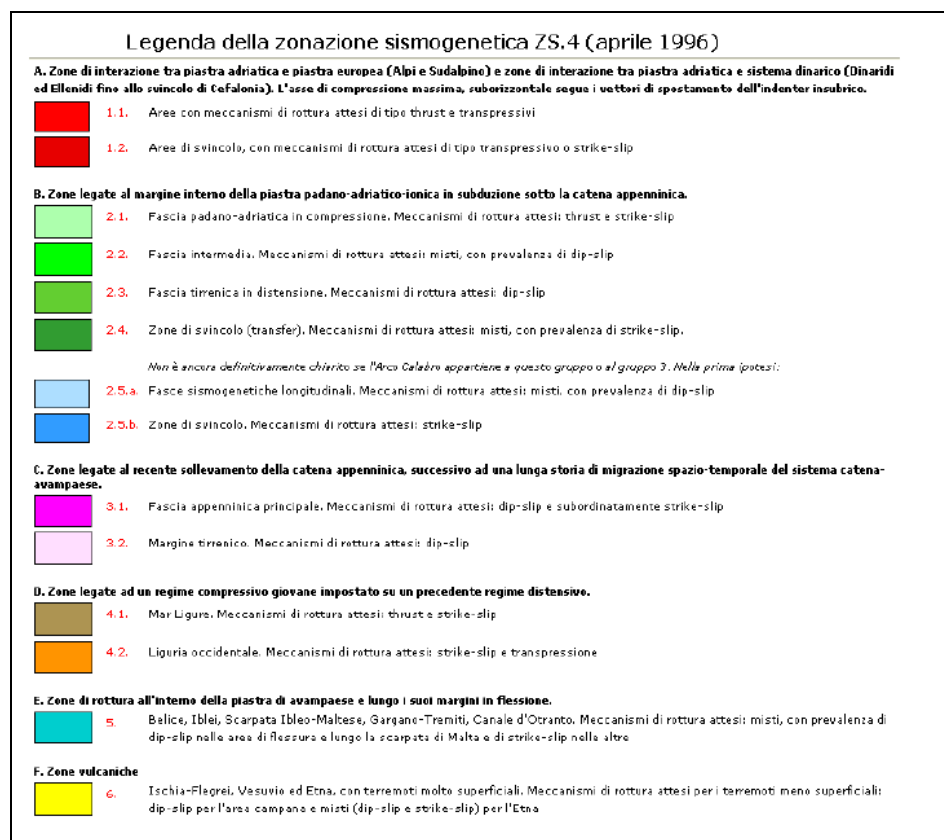 Legenda della zonazione sismogenetica ZS.4 (aprile 1996)
A. Zone di interazione tra piastra adriatica e piastra europea (Alpi e Sudalpino) e zone di interazione tra piastra adriatica e sistema dinarico (Dinaridi
ed Ellenidi fino allo svincolo di Cefalonia). L'asse di compressione massima, suborizzontale segue i vettori di spostamento dell'indenter insubrico.
1.1. Aree con meccanismi di rottura attesi di tipo thrust e transpressivi
1.2. Aree di svincolo, con meccanismi di rottura attesi di tipo transpressivo o strike-slip
B. Zone legate al margine interno della piastra padano-adriatico-ionica in subduzione sotto la catena appenninica.
2.1. Fascia padano-adriatica in compressione. Meccanismi di rottura attesi: thrust e strike-slip
2.2. Fascia intermedia. Meccanismi di rottura attesi: misti, con prevalenza di dip-slip
2.3. Fascia tirrenica in distensione. Meccanismi di rottura attesi: dip-slip
2.4. Zone di svincolo (transfer). Meccanismi di rottura attesi: misti, con prevalenza di strike-slip.
Non è ancora definitivamente chiarito se l'Arco Calabro appartiene a questo gruppo o al gruppo 3. Nella prima ipotesi:
2.5.a. Fasce sismogenetiche longitudinali. Meccanismi di rottura attesi: misti, con prevalenza di dip-slip
2.5.b. Zone di svincolo. Meccanismi di rottura attesi: strike-slip
C. Zone legate al recente sollevamento della catena appenninica, successivo ad una lunga storia di migrazione spazio-temporale del sistema catena-
avampaese.
3.1. Fascia appenninica principale. Meccanismi di rottura attesi: dip-slip e subordinatamente strike-slip
3.2. Margine tirrenico. Meccanismi di rottura attesi: dip-slip
D. Zone legate ad un regime compressivo giovane impostato su un precedente regime distensivo.
4.1. Mar Ligure. Meccanismi di rottura attesi: thrust e strike-slip
4.2. Liguria occidentale. Meccanismi di rottura attesi: strike-slip e transpressione
E. Zone di rottura all'interno della piastra di avampaese e lungo i suoi margini in flessione.
5. Belice, Iblei, Scarpata Ibleo-Maltese, Gargano-Tremiti, Canale d'Otranto. Meccanismi di rottura attesi: misti, con prevalenza di
dip-slip nelle aree di flessura e lungo la scarpata di Malta e di strike-slip nelle altre
F. Zone vulcaniche
6. Ischia-Flegrei, Vesuvio ed Etna, con terremoti molto superficiali. Meccanismi di rottura attesi per i terremoti meno superficiali:
dip-slip per l'area campana e misti (dip-slip e strike-slip) per l'Etna